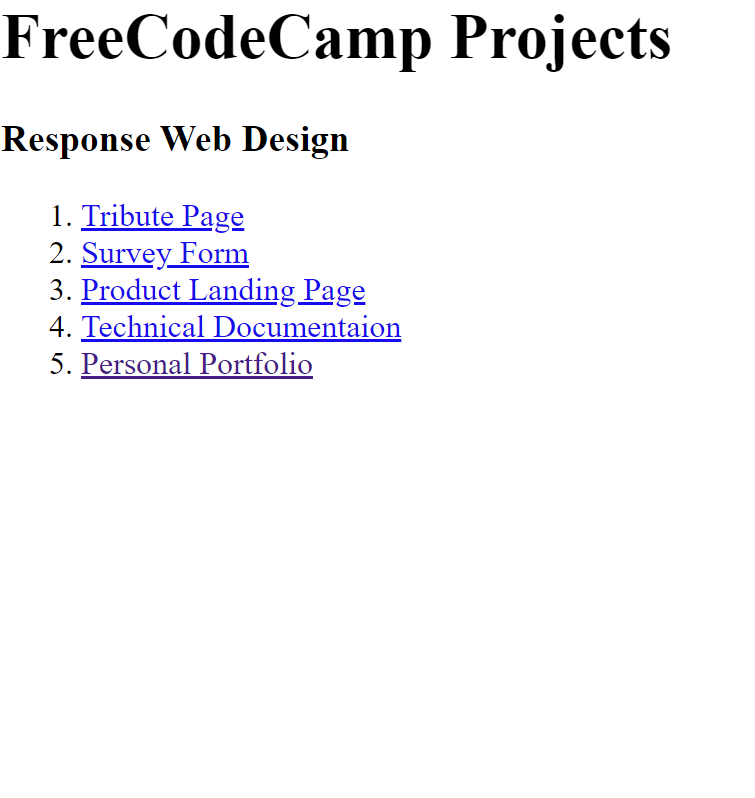 FreeCodeCamp Projects
Response Web Design
1. Tribute Page
2. Survey Form
3. Product Landing Page
4. Technical Documentaion
5. Personal Portfolio